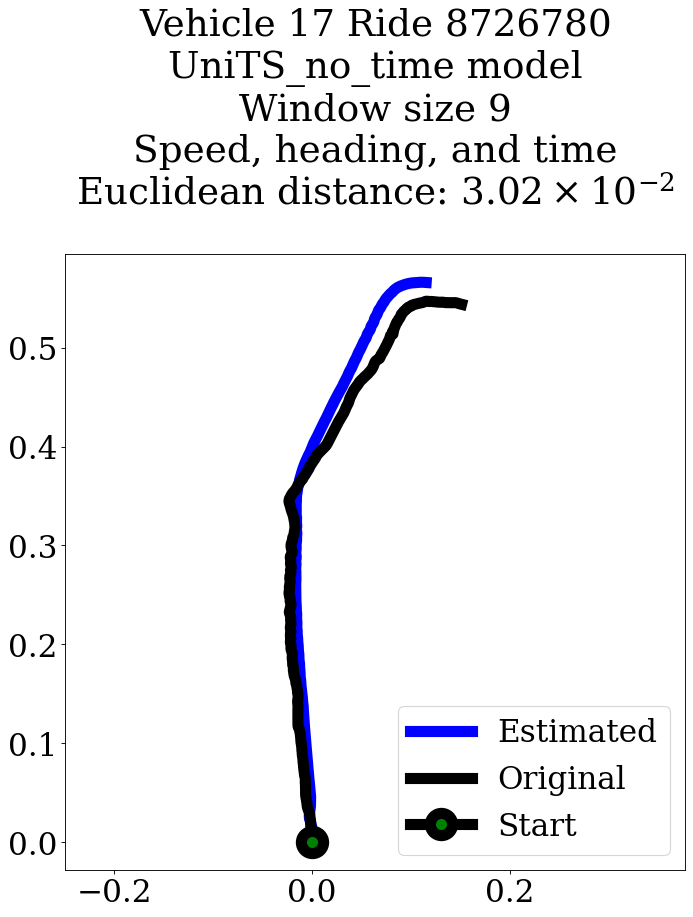 Vehicle 17 Ride 8726780
UniTS_no_time model
Window size 9
Speed, heading, and time
Euclidean distance: 3.02 × 10⁻²
0.5
0.4
0.3
0.2
0.1
0.0
−0.2 0.0 0.2
Estimated
Original
Start